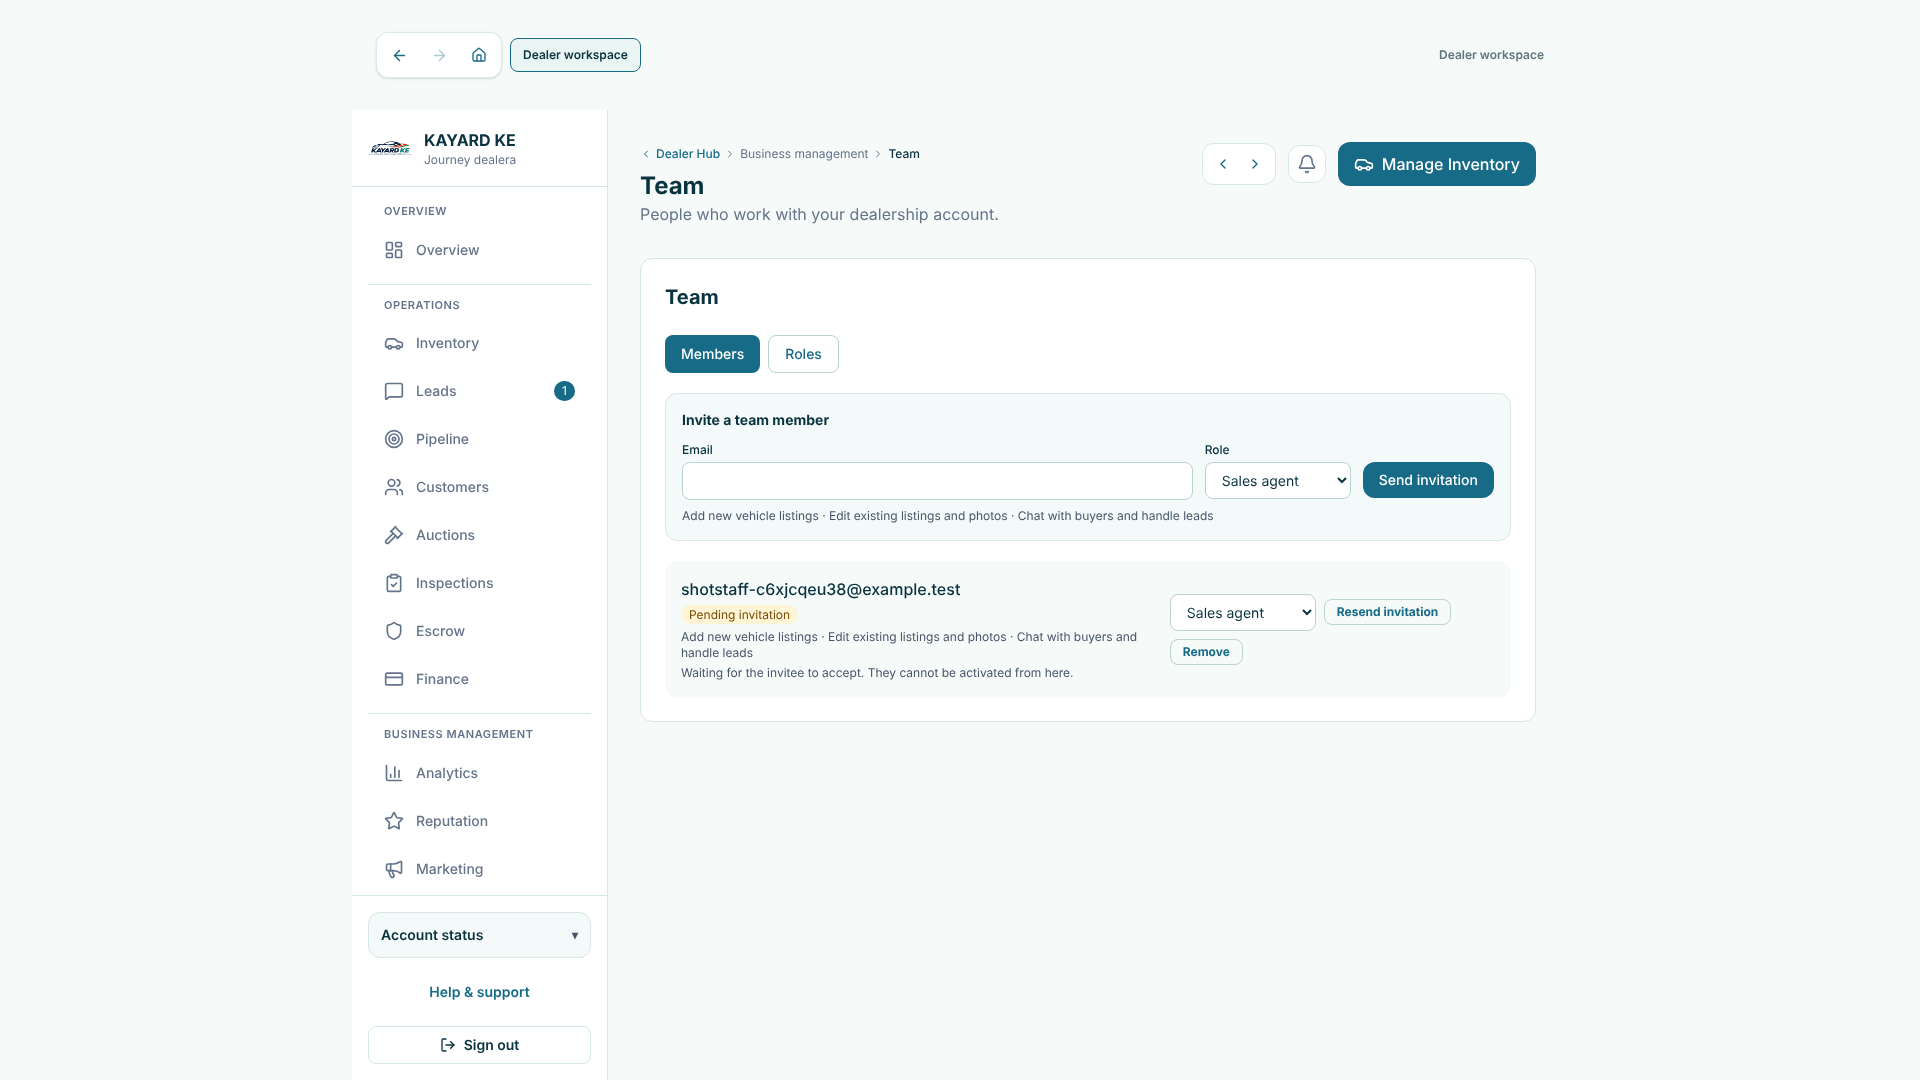 Dealer workspace
Dealer workspace
KAYARD KE
KAYARD KE
Journey dealera
OVERVIEW
Overview
OPERATIONS
Inventory
Leads
1
Pipeline
Customers
Auctions
Inspections
Escrow
Finance
BUSINESS MANAGEMENT
Analytics
Reputation
Marketing
Account status
Help & support
Sign out
Dealer Hub
Business management
Team
Team
People who work with your dealership account.
Manage Inventory
Team
Members
Roles
Invite a team member
Email
Role
Sales agent
Send invitation
Add new vehicle listings · Edit existing listings and photos · Chat with buyers and handle leads
shotstaff-c6xjcqeu38@example.test
Pending invitation
Add new vehicle listings · Edit existing listings and photos · Chat with buyers and
handle leads
Waiting for the invitee to accept. They cannot be activated from here.
Sales agent
Resend invitation
Remove